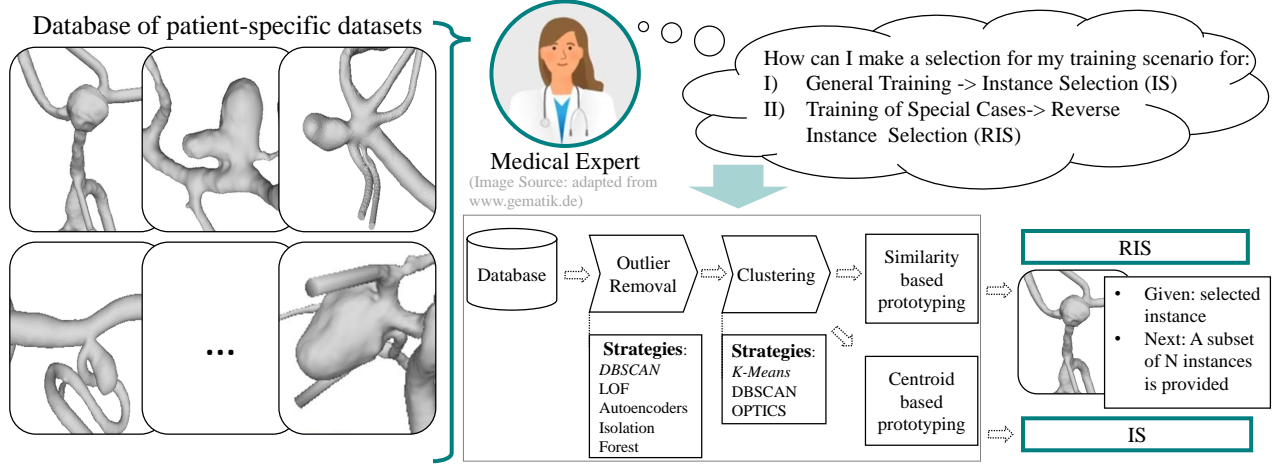 Database of patient-specific datasets
...
Medical Expert
(Image Source: adapted from
www.gematik.de)
How can I make a selection for my training scenario for:
I) General Training -> Instance Selection (IS)
II) Training of Special Cases-> Reverse
Instance Selection (RIS)
Database
Outlier
Removal
Clustering
Similarity
based
prototyping
Strategies:
DBSCAN
LOF
Autoencoders
Isolation
Forest
Strategies:
K-Means
DBSCAN
OPTICS
Centroid
based
prototyping
RIS
• Given: selected
instance
• Next: A subset
of N instances
is provided
IS